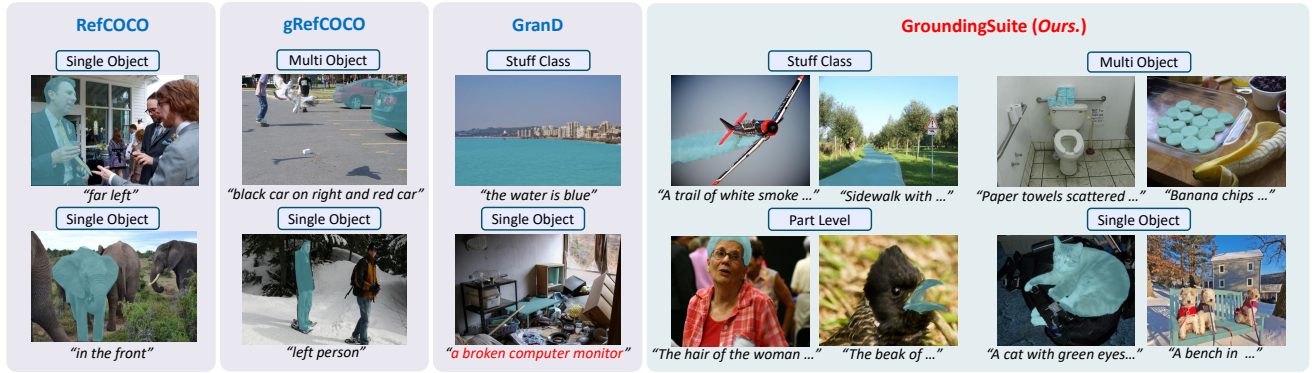 RefCOCO
Single Object
"far left"
Single Object
"in the front"
gRefCOCO
Multi Object
"black car on right and red car"
Single Object
"left person"
GranD
Stuff Class
"the water is blue"
Single Object
"a broken computer monitor"
GroundingSuite (Ours.)
Stuff Class
"A trail of white smoke ..."
"Sidewalk with ..."
Multi Object
"Paper towels scattered ..."
"Banana chips ..."
Part Level
"The hair of the woman ..."
"The beak of ..."
Single Object
"A cat with green eyes..."
"A bench in ..."